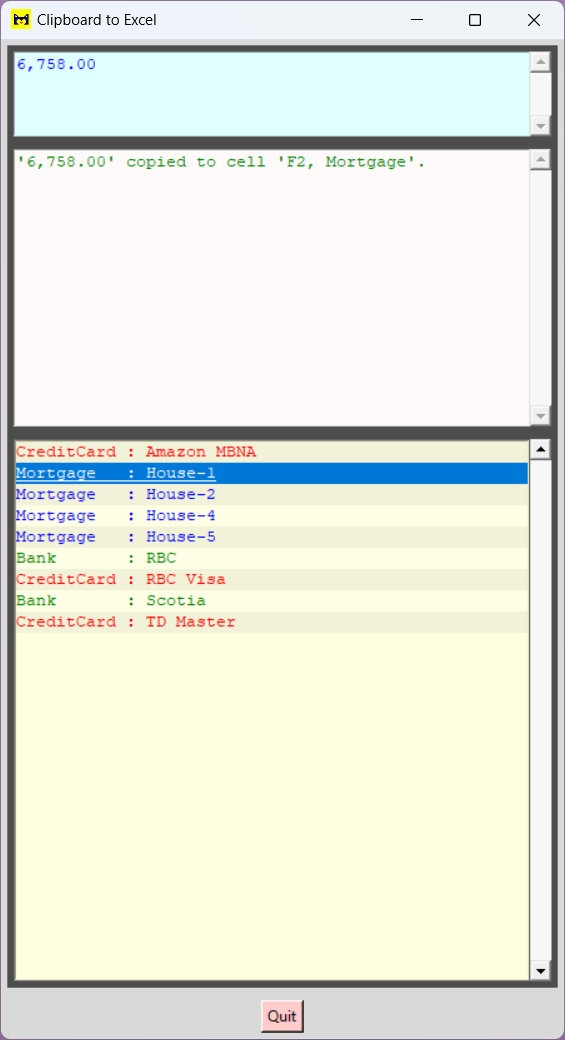 Clipboard to Excel
6,758.00
'6,758.00' copied to cell 'F2, Mortgage'.
CreditCard : Amazon MBNA
Mortgage   : House-1
Mortgage   : House-2
Mortgage   : House-4
Mortgage   : House-5
Bank       : RBC
CreditCard : RBC Visa
Bank       : Scotia
CreditCard : TD Master
Quit